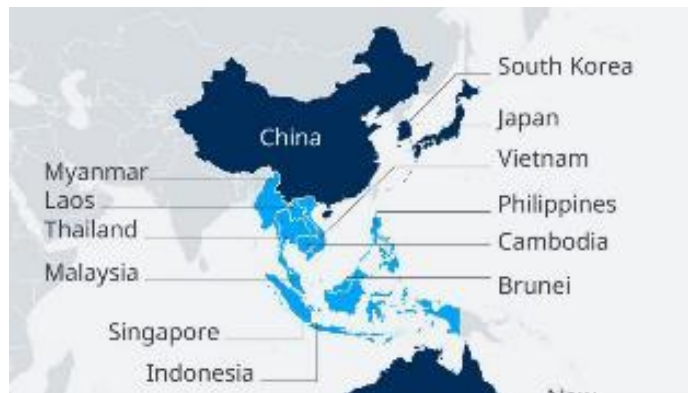 South Korea
China
Japan
Vietnam
Myanmar
Laos
Philippines
Thailand
Cambodia
Malaysia
Brunei
Singapore
Indonesia